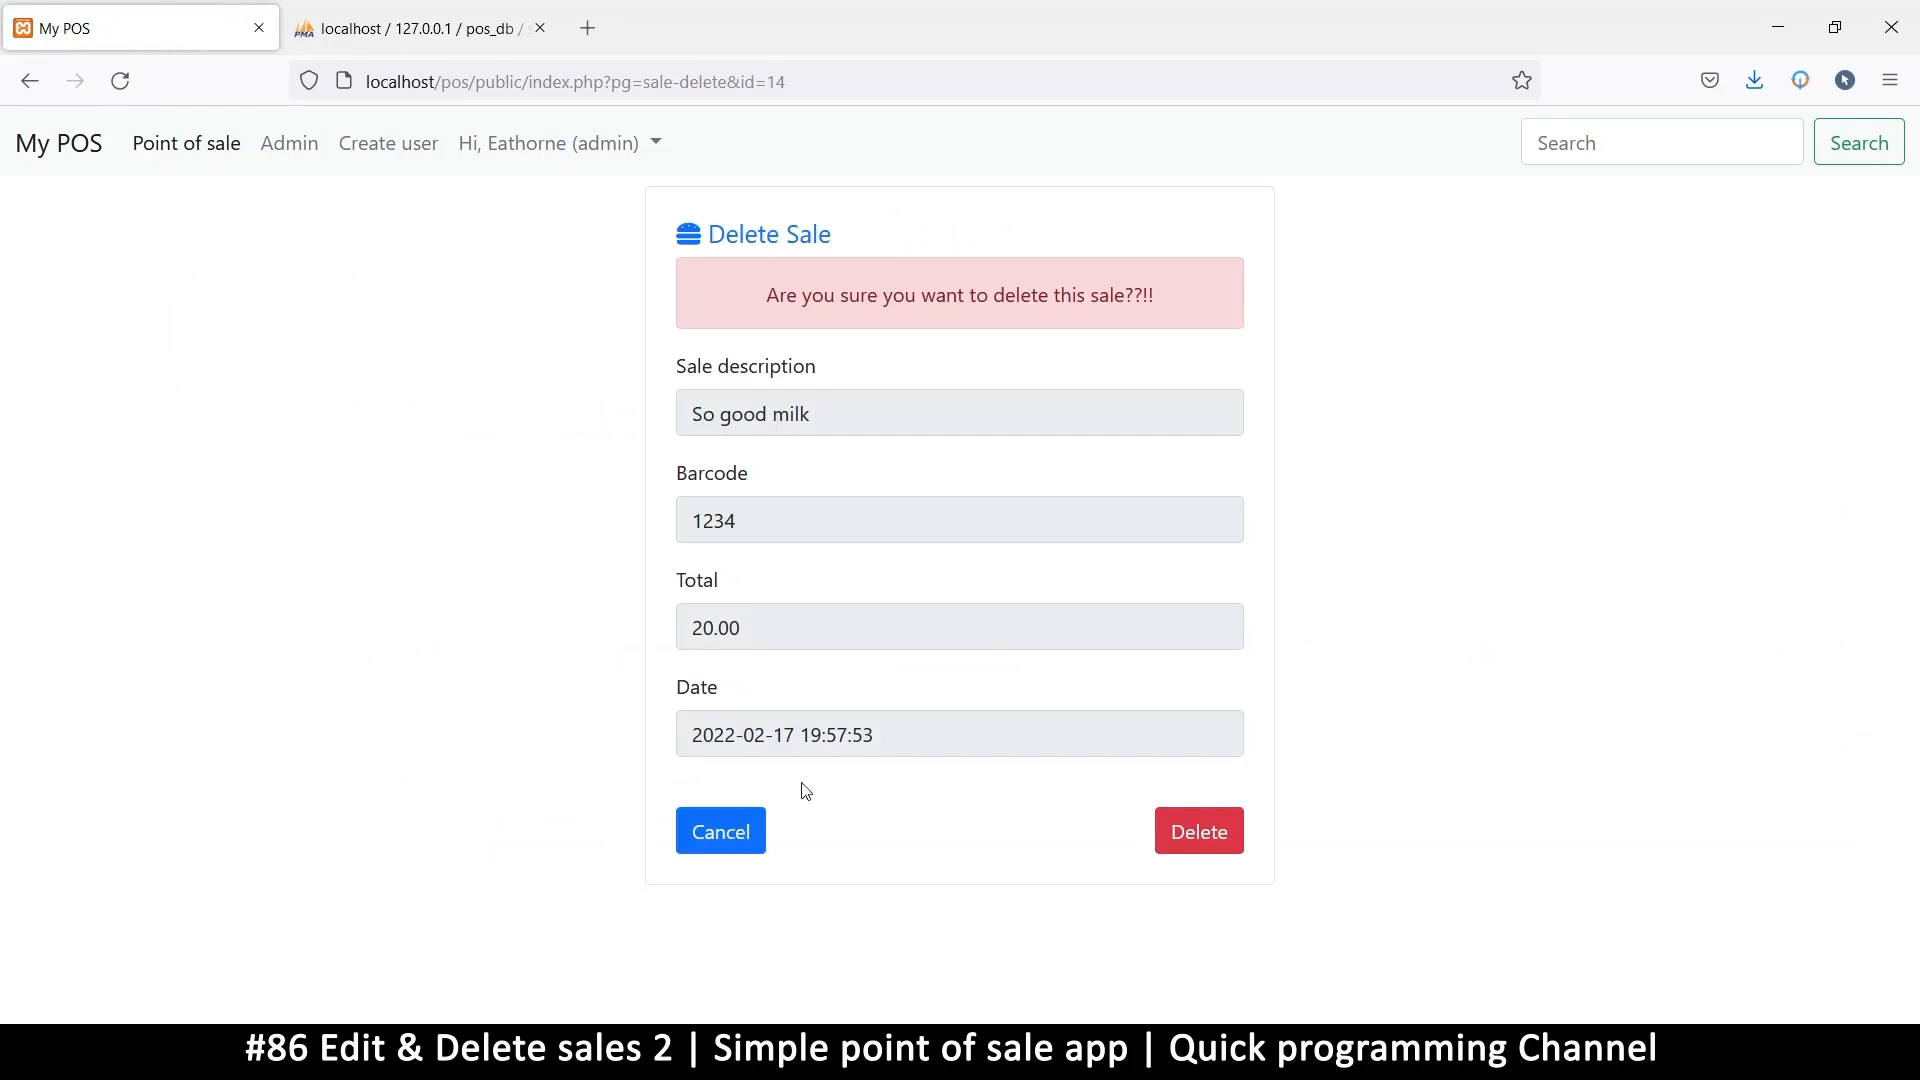 My POS
localhost / 127.0.0.1 / pos_db /
localhost/pos/public/index.php?pg=sale-delete&id=14
My POS Point of sale Admin Create user Hi, Eathorne (admin) Search Search
Delete Sale
Are you sure you want to delete this sale??!!
Sale description
So good milk
Barcode
1234
Total
20.00
Date
2022-02-17 19:57:53
Cancel Delete
#86 Edit & Delete sales 2 | Simple point of sale app | Quick programming Channel